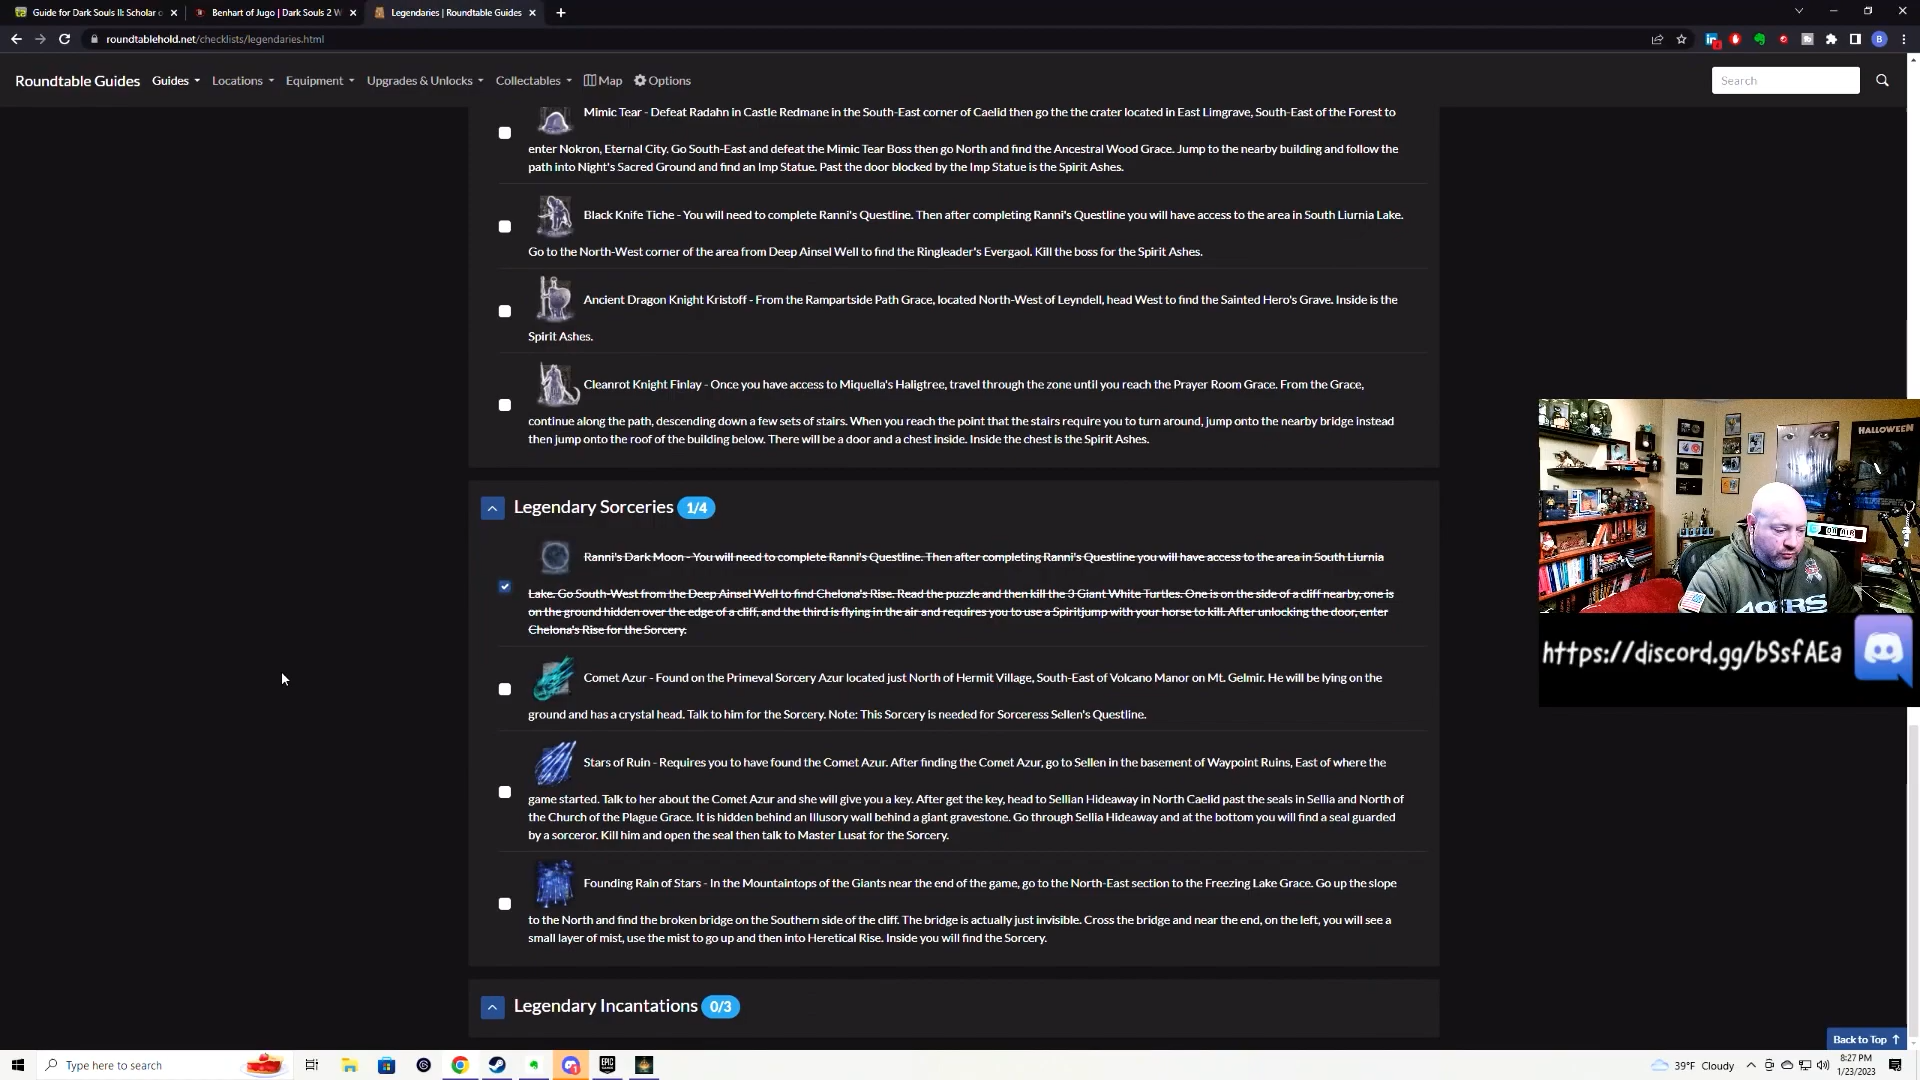 Guide for Dark Souls II: Scholar o
Benhart of Jugo | Dark Souls 2 W
Legendaries | Roundtable Guides
roundtablehold.net/checklists/legendaries.html
Roundtable Guides Guides Locations Equipment Upgrades & Unlocks Collectables Map Options
Search
Mimic Tear - Defeat Radahn in Castle Redmane in the South-East corner of Caelid then go the the crater located in East Limgrave, South-East of the Forest to
enter Nokron, Eternal City. Go South-East and defeat the Mimic Tear Boss then go North and find the Ancestral Wood Grace. Jump to the nearby building and follow the
path into Night's Sacred Ground and find an Imp Statue. Past the door blocked by the Imp Statue is the Spirit Ashes.
Black Knife Tiche - You will need to complete Ranni's Questline. Then after completing Ranni's Questline you will have access to the area in South Liurnia Lake.
Go to the North-West corner of the area from Deep Ainsel Well to find the Ringleader's Evergaol. Kill the boss for the Spirit Ashes.
Ancient Dragon Knight Kristoff - From the Rampartside Path Grace, located North-West of Leyndell, head West to find the Sainted Hero's Grave. Inside is the
Spirit Ashes.
Cleanrot Knight Finlay - Once you have access to Miquella's Haligtree, travel through the zone until you reach the Prayer Room Grace. From the Grace,
continue along the path, descending down a few sets of stairs. When you reach the point that the stairs require you to turn around, jump onto the nearby bridge instead
then jump onto the roof of the building below. There will be a door and a chest inside. Inside the chest is the Spirit Ashes.
Legendary Sorceries 1/4
Ranni's Dark Moon - You will need to complete Ranni's Questline. Then after completing Ranni's Questline you will have access to the area in South Liurnia
Lake. Go South-West from the Deep Ainsel Well to find Chelona's Rise. Read the puzzle and then kill the 3 Giant White Turtles. One is on the side of a cliff nearby, one is
on the ground hidden over the edge of a cliff, and the third is flying in the air and requires you to use a Spiritjump with your horse to kill. After unlocking the door, enter
Chelona's Rise for the Sorcery.
Comet Azur - Found on the Primeval Sorcery Azur located just North of Hermit Village, South-East of Volcano Manor on Mt. Gelmir. He will be lying on the
ground and has a crystal head. Talk to him for the Sorcery. Note: This Sorcery is needed for Sorceress Sellen's Questline.
Stars of Ruin - Requires you to have found the Comet Azur. After finding the Comet Azur, go to Sellen in the basement of Waypoint Ruins, East of where the
game started. Talk to her about the Comet Azur and she will give you a key. After get the key, head to Sellian Hideaway in North Caelid past the seals in Sellia and North of
the Church of the Plague Grace. It is hidden behind an Illusory wall behind a giant gravestone. Go through Sellia Hideaway and at the bottom you will find a seal guarded
by a sorceror. Kill him and open the seal then talk to Master Lusat for the Sorcery.
Founding Rain of Stars - In the Mountaintops of the Giants near the end of the game, go to the North-East section to the Freezing Lake Grace. Go up the slope
to the North and find the broken bridge on the Southern side of the cliff. The bridge is actually just invisible. Cross the bridge and near the end, on the left, you will see a
small layer of mist, use the mist to go up and then into Heretical Rise. Inside you will find the Sorcery.
Legendary Incantations 0/3
HALLOWEEN
ON AIR
49ERS
https://discord.gg/bSsfAEa
Back to Top
Type here to search
EPIC
GAMES
39°F Cloudy
8:27 PM
1/23/2023